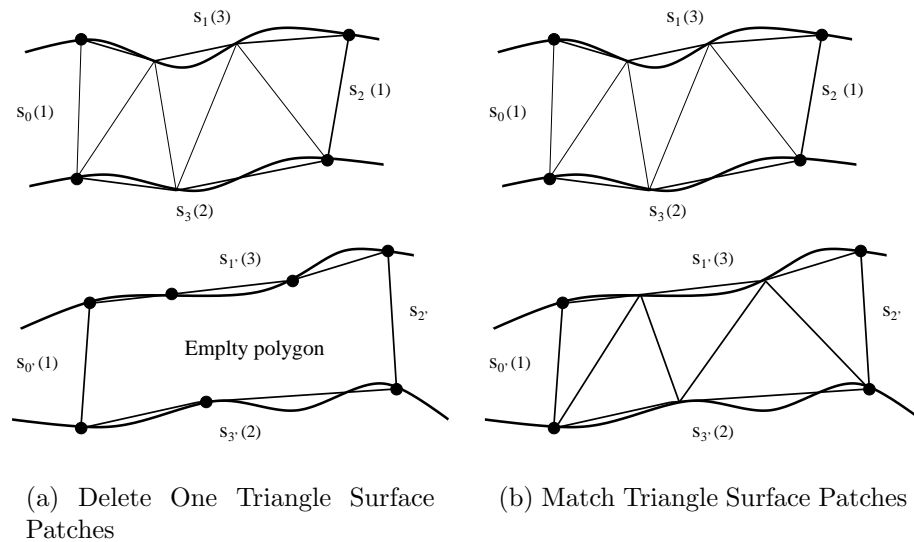 s₁(3)
s₁(3)
s₀(1)
s₂ (1)
s₀(1)
s₂ (1)
s₃(2)
s₃(2)
s₁'(3)
s₁'(3)
s₂'
s₂'
s₀'(1)
Emplty polygon
s₀'(1)
s₃'(2)
s₃'(2)
(a) Delete One Triangle Surface
Patches
(b) Match Triangle Surface Patches